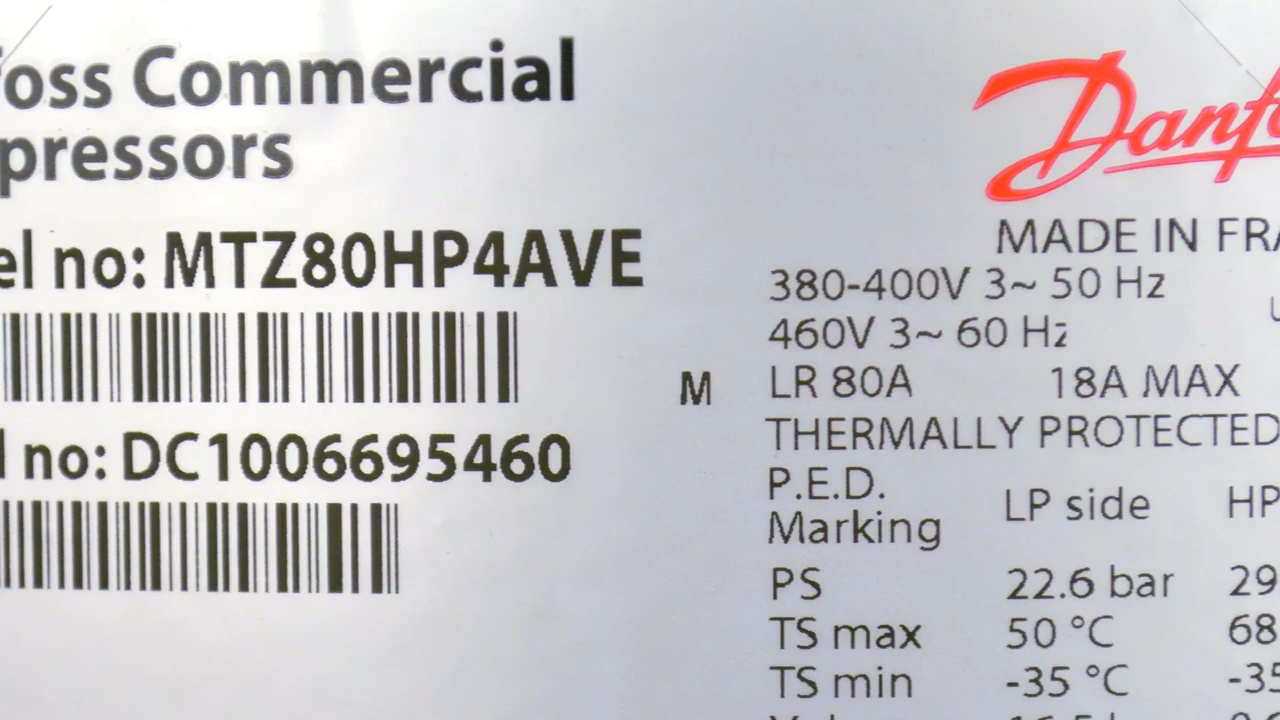 foss Commercial
pressors
el no: MTZ80HP4AVE
l no: DC1006695460
Danfo
MADE IN FRA
380-400V 3~ 50 Hz
460V 3~ 60 Hz
M LR 80A 18A MAX
THERMALLY PROTECTED
P.E.D.
Marking LP side HP
PS 22.6 bar 29
TS max 50 °C 68
TS min -35 °C -35